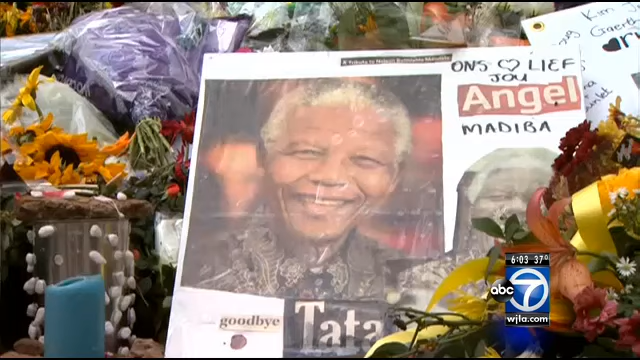 A Tribute to Nelson Rolihlahla Mandela
ONS ♡ LIEF
JOU
Angel
MADIBA
goodbye
Tata
6:03 37°
abc 7
wjla.com